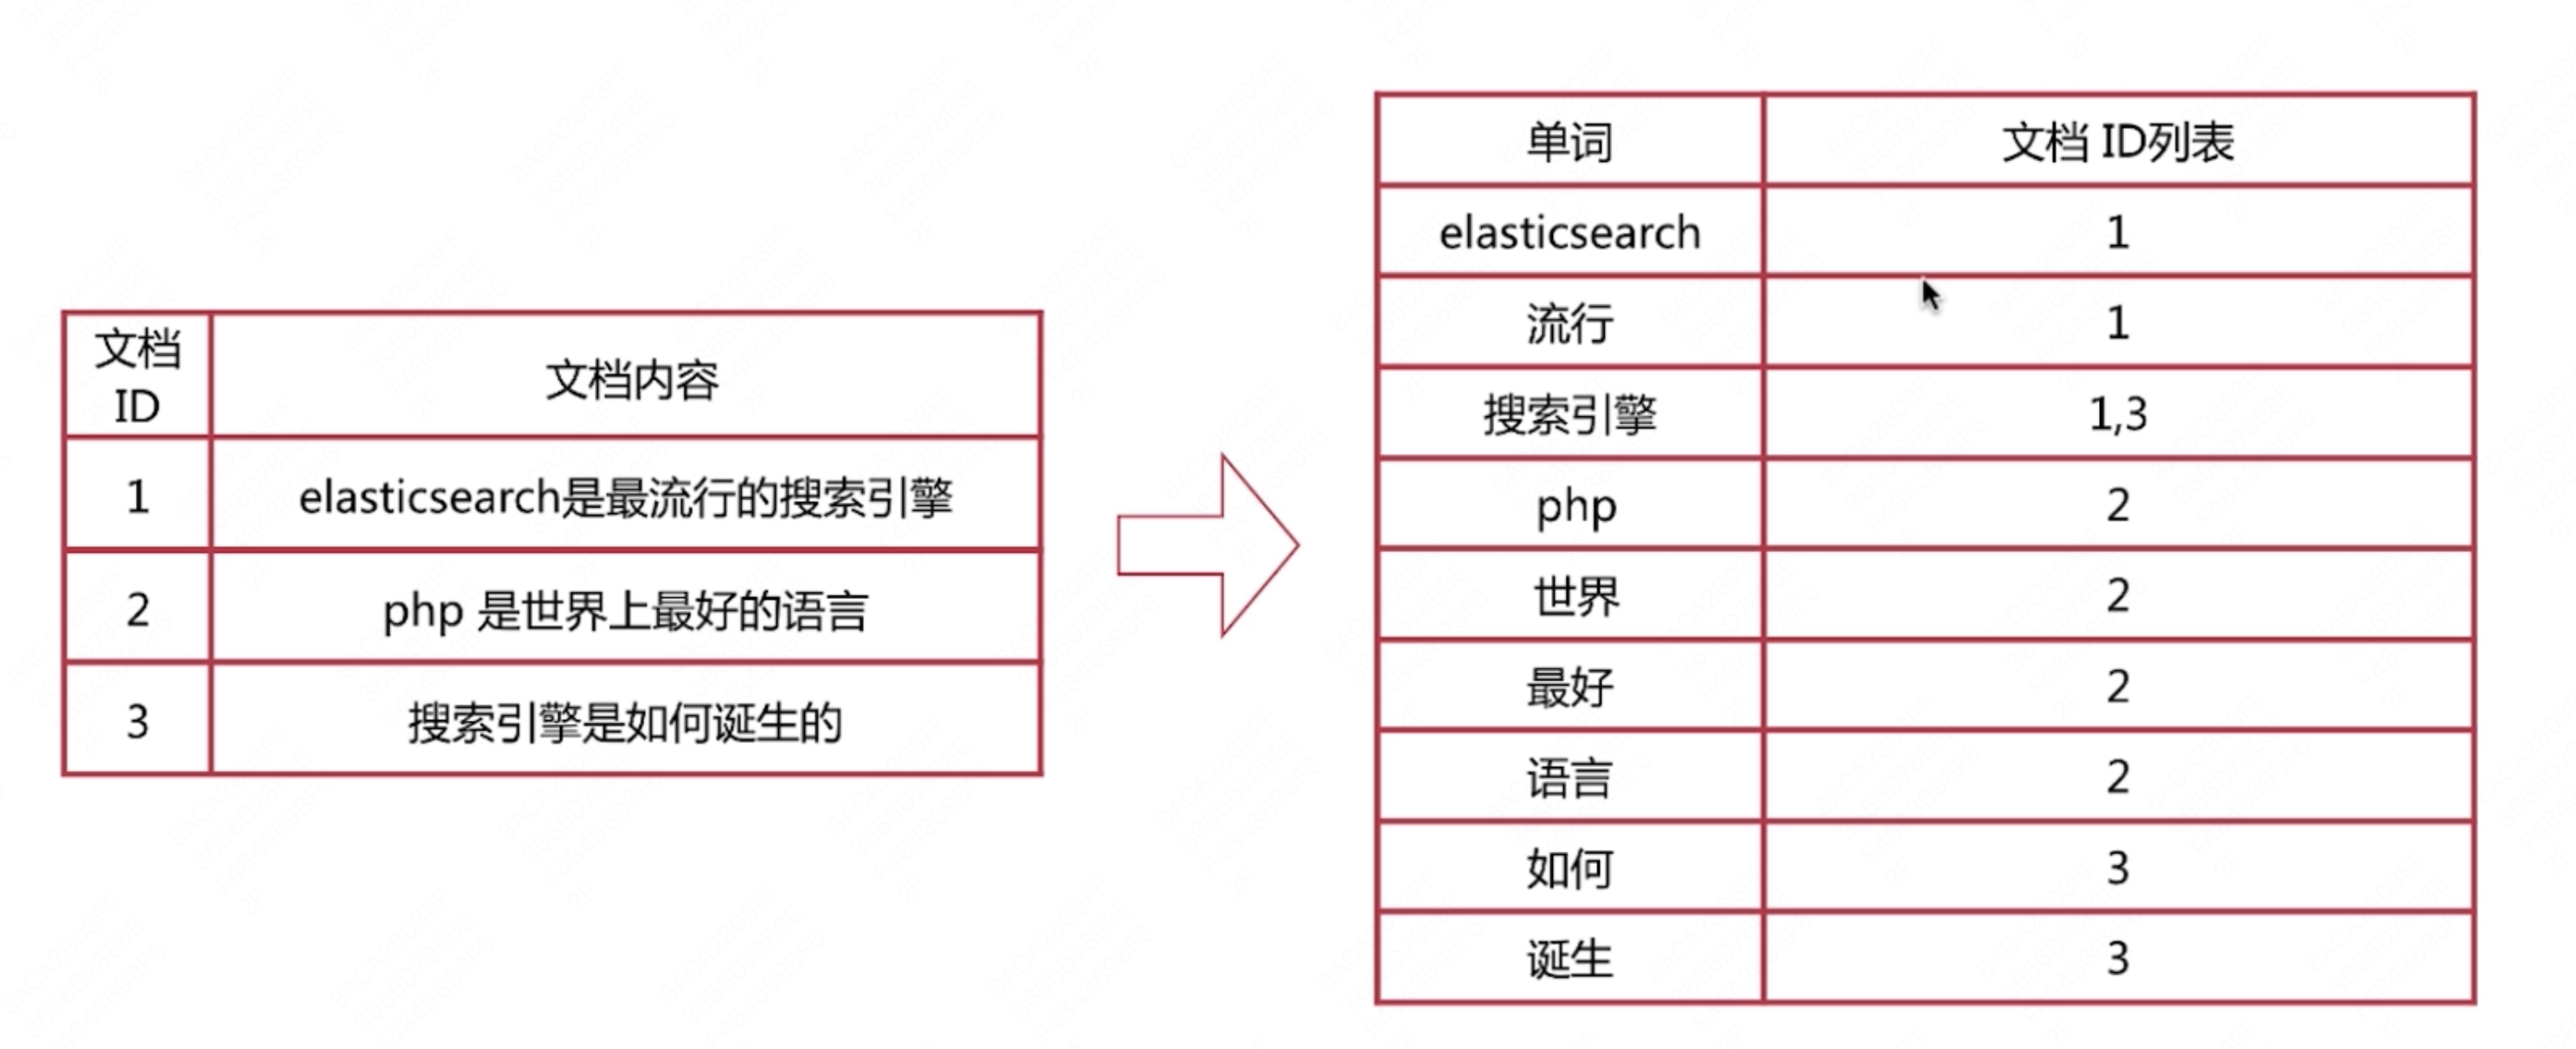 文档
ID
文档内容
1
elasticsearch是最流行的搜索引擎
2
php 是世界上最好的语言
3
搜索引擎是如何诞生的
单词
文档 ID列表
elasticsearch
1
流行
1
搜索引擎
1,3
php
2
世界
2
最好
2
语言
2
如何
3
诞生
3